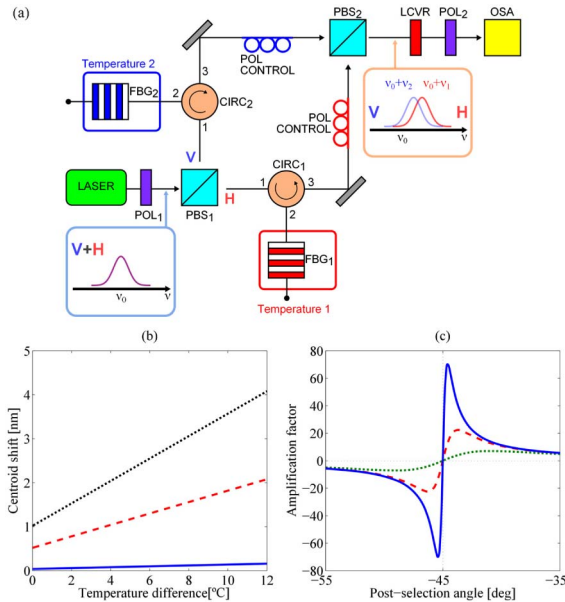 (a)
PBS₂ LCVR POL₂ OSA
Temperature 2
3
POL
CONTROL
FBG₂ 2
CIRC₂
1
V
ν₀+ν₂ ν₀+ν₁
V H
ν₀ ν
POL
CONTROL
CIRC₁
LASER
POL₁
PBS₁
H
1 3
2
V+H
ν₀ ν
FBG₁
Temperature 1
(b)
Centroid shift [nm]
5
4
3
2
1
0
0 2 4 6 8 10 12
Temperature difference[ºC]
(c)
Amplification factor
80
60
40
20
0
−20
−40
−60
−80
−55 −45 −35
Post−selection angle [deg]